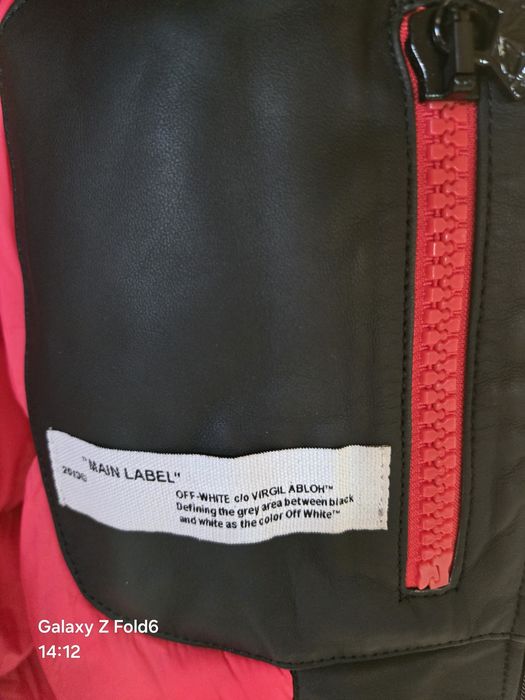 "MAIN LABEL"
2013©
OFF-WHITE c/o VIRGIL ABLOH™
Defining the grey area between black
and white as the color Off White™
Galaxy Z Fold6
14:12